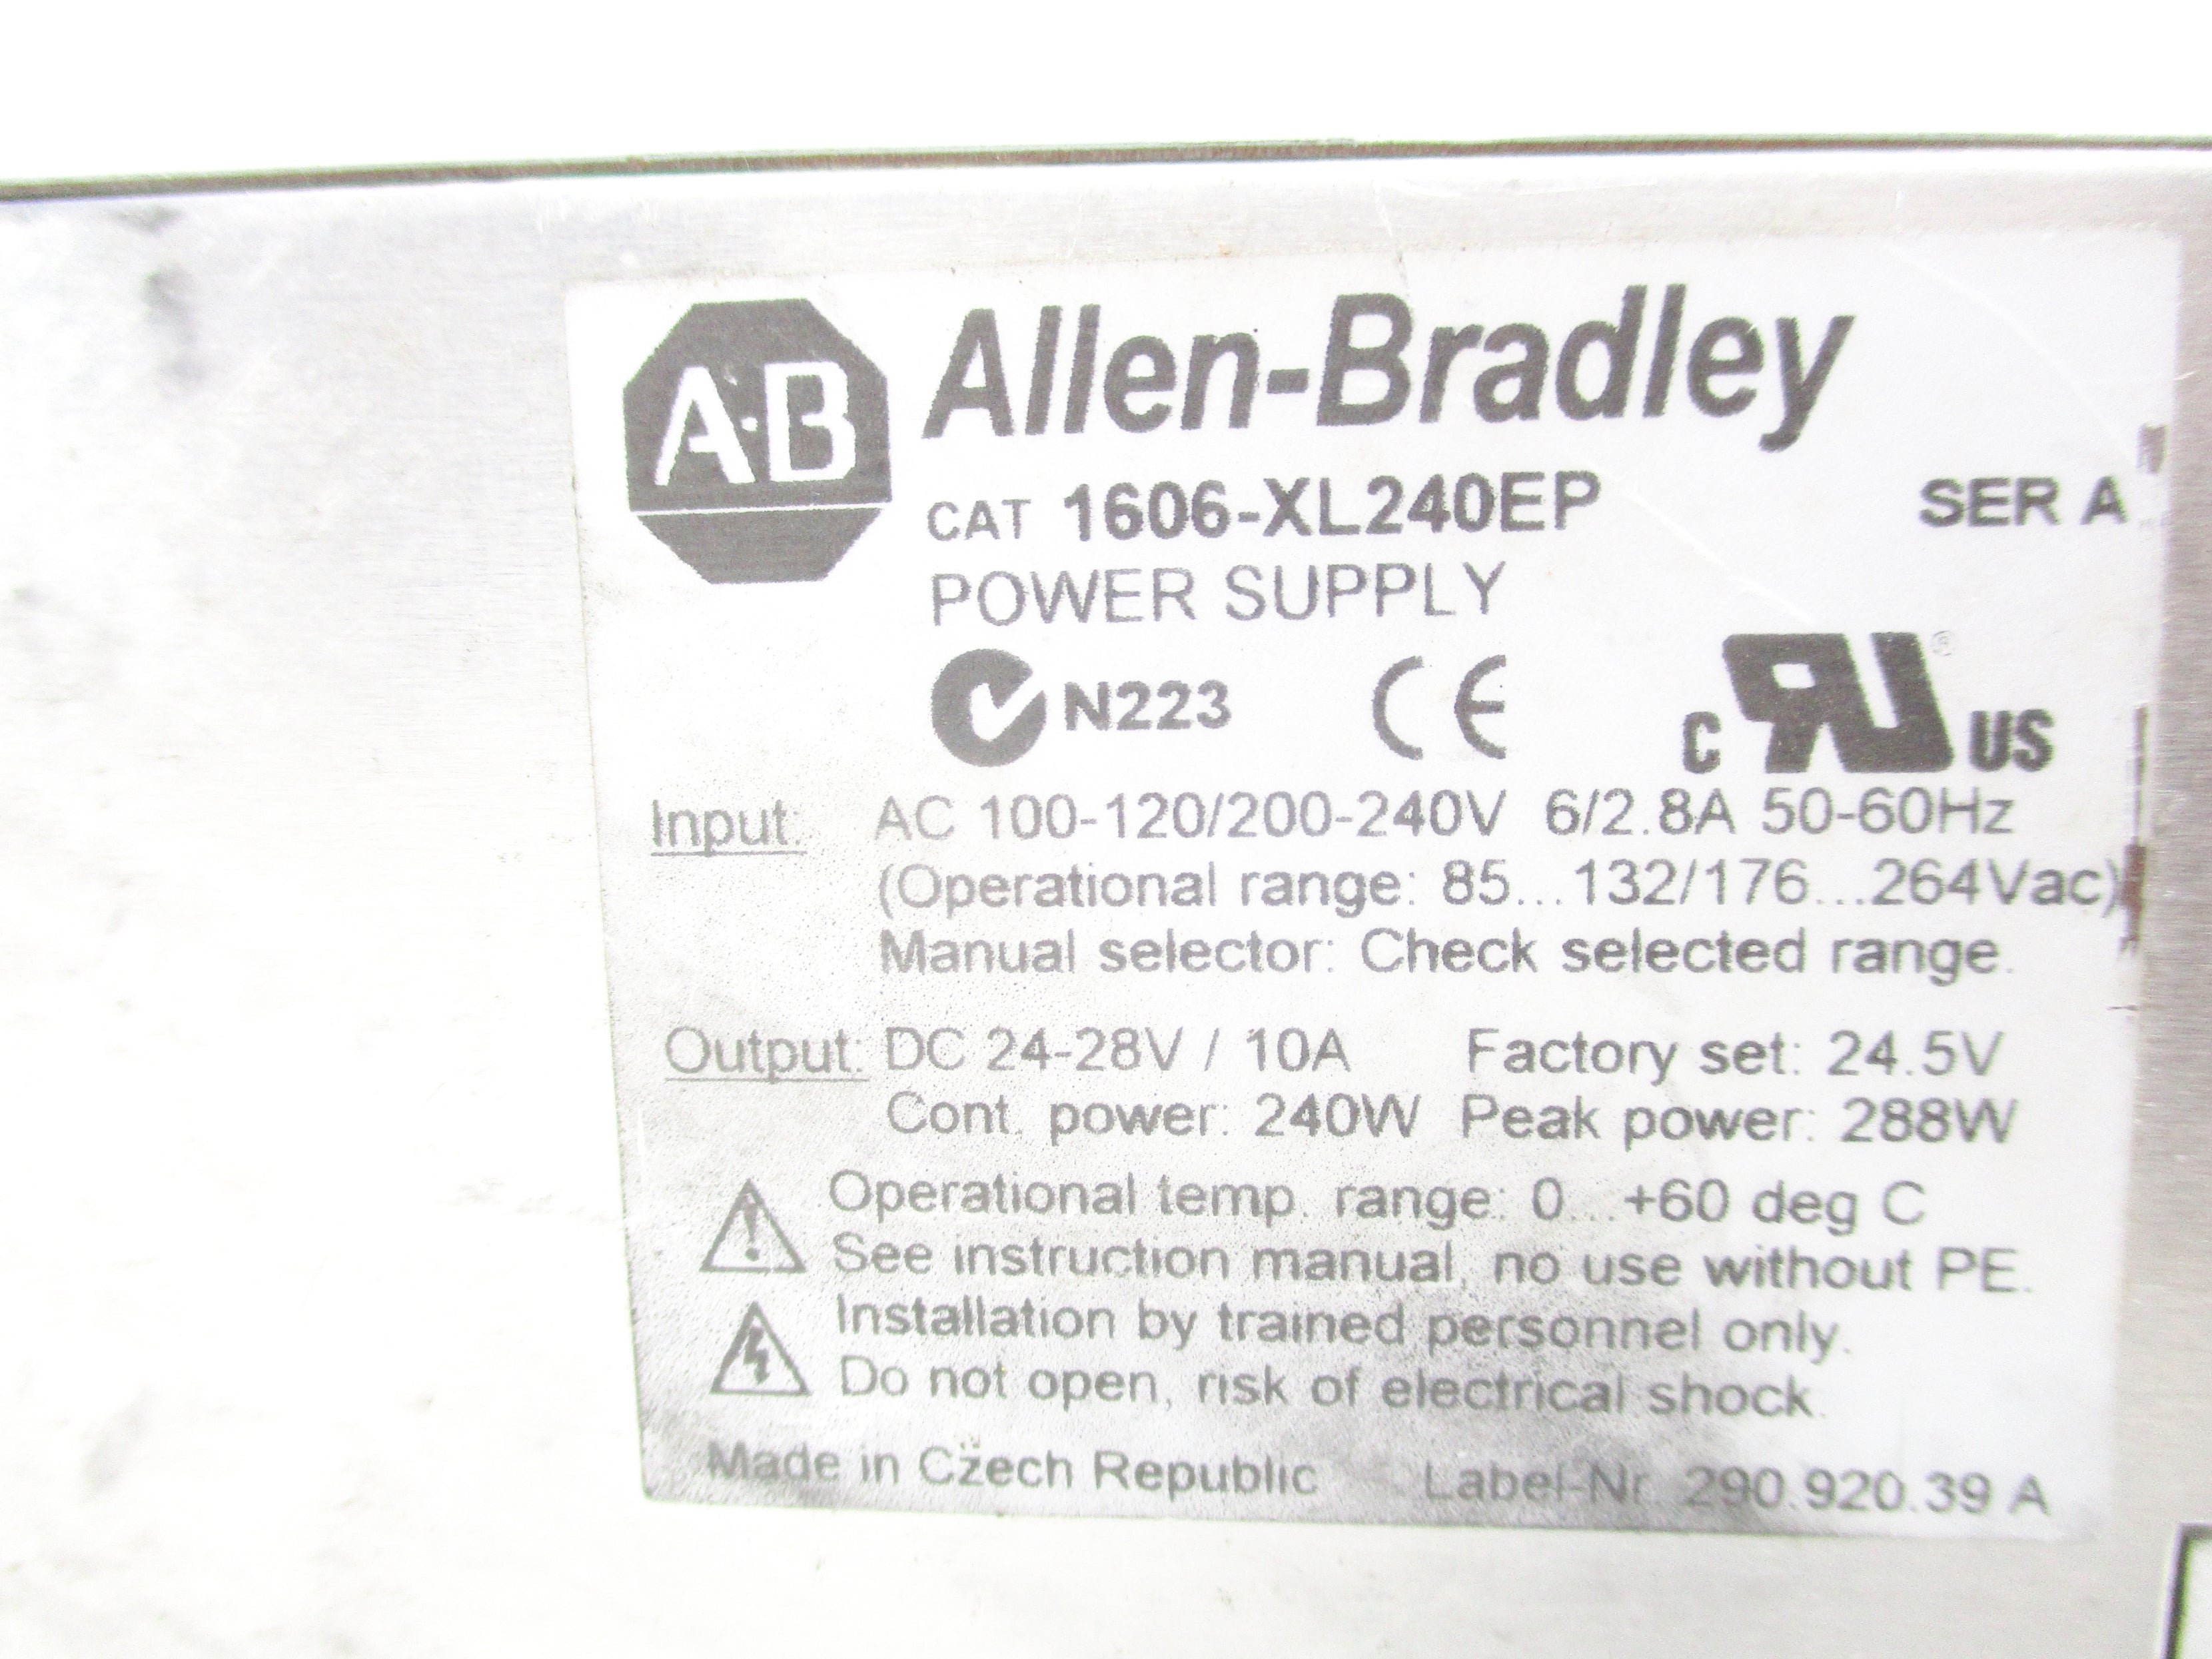 A-B Allen-Bradley
CAT 1606-XL240EP SER A
POWER SUPPLY
N223 CE c RU ® US
Input: AC 100-120/200-240V 6/2.8A 50-60Hz
(Operational range: 85...132/176...264Vac)
Manual selector: Check selected range.
Output: DC 24-28V / 10A Factory set: 24.5V
Cont. power: 240W Peak power: 288W
Operational temp. range: 0...+60 deg C
See instruction manual, no use without PE.
Installation by trained personnel only.
Do not open, risk of electrical shock.
Made in Czech Republic Label-Nr. 290.920.39 A